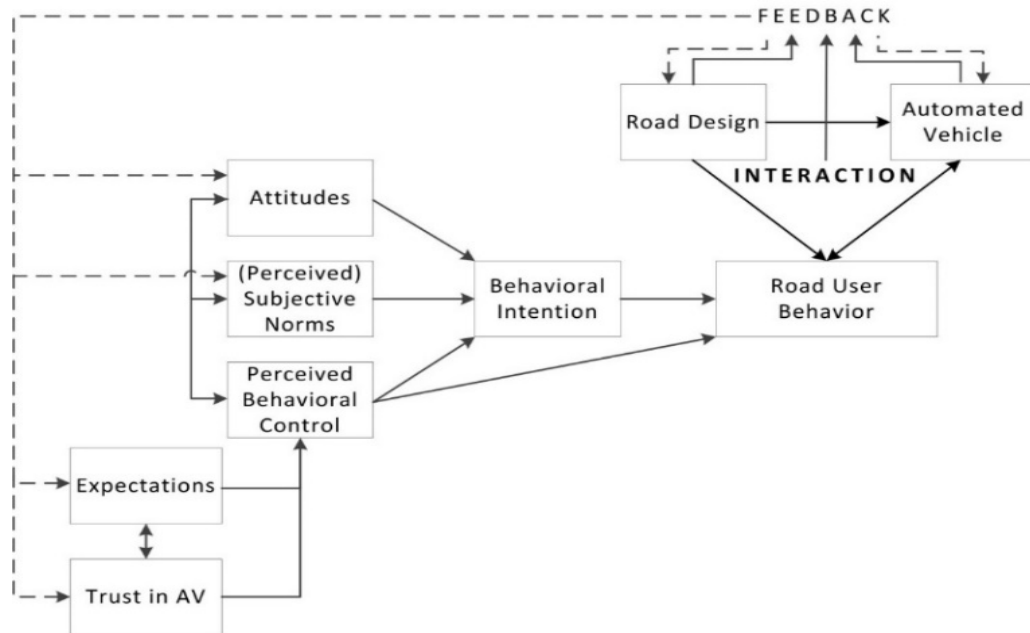 FEEDBACK
Road Design
Automated
Vehicle
INTERACTION
Attitudes
(Perceived)
Subjective
Norms
Behavioral
Intention
Road User
Behavior
Perceived
Behavioral
Control
Expectations
Trust in AV